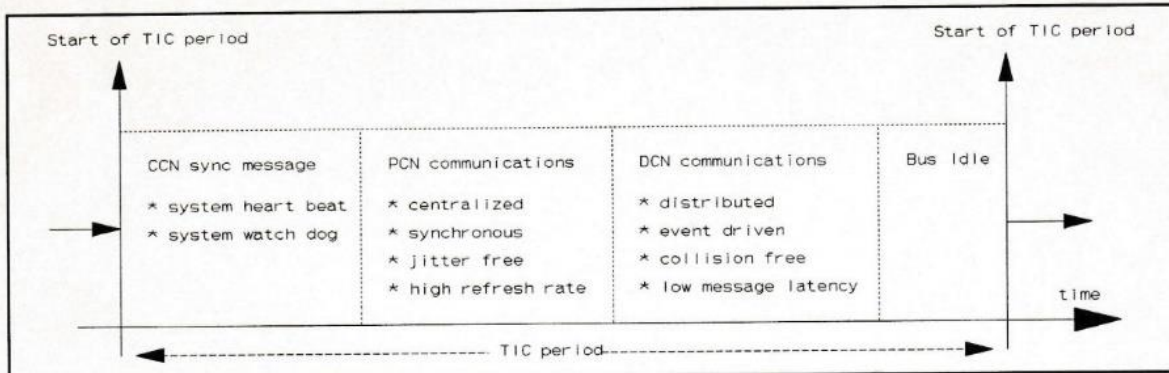 Start of TIC period
Start of TIC period
CCN sync message
* system heart beat
* system watch dog
PCN communications
* centralized
* synchronous
* jitter free
* high refresh rate
DCN communications
* distributed
* event driven
* collision free
* low message latency
Bus Idle
time
TIC period